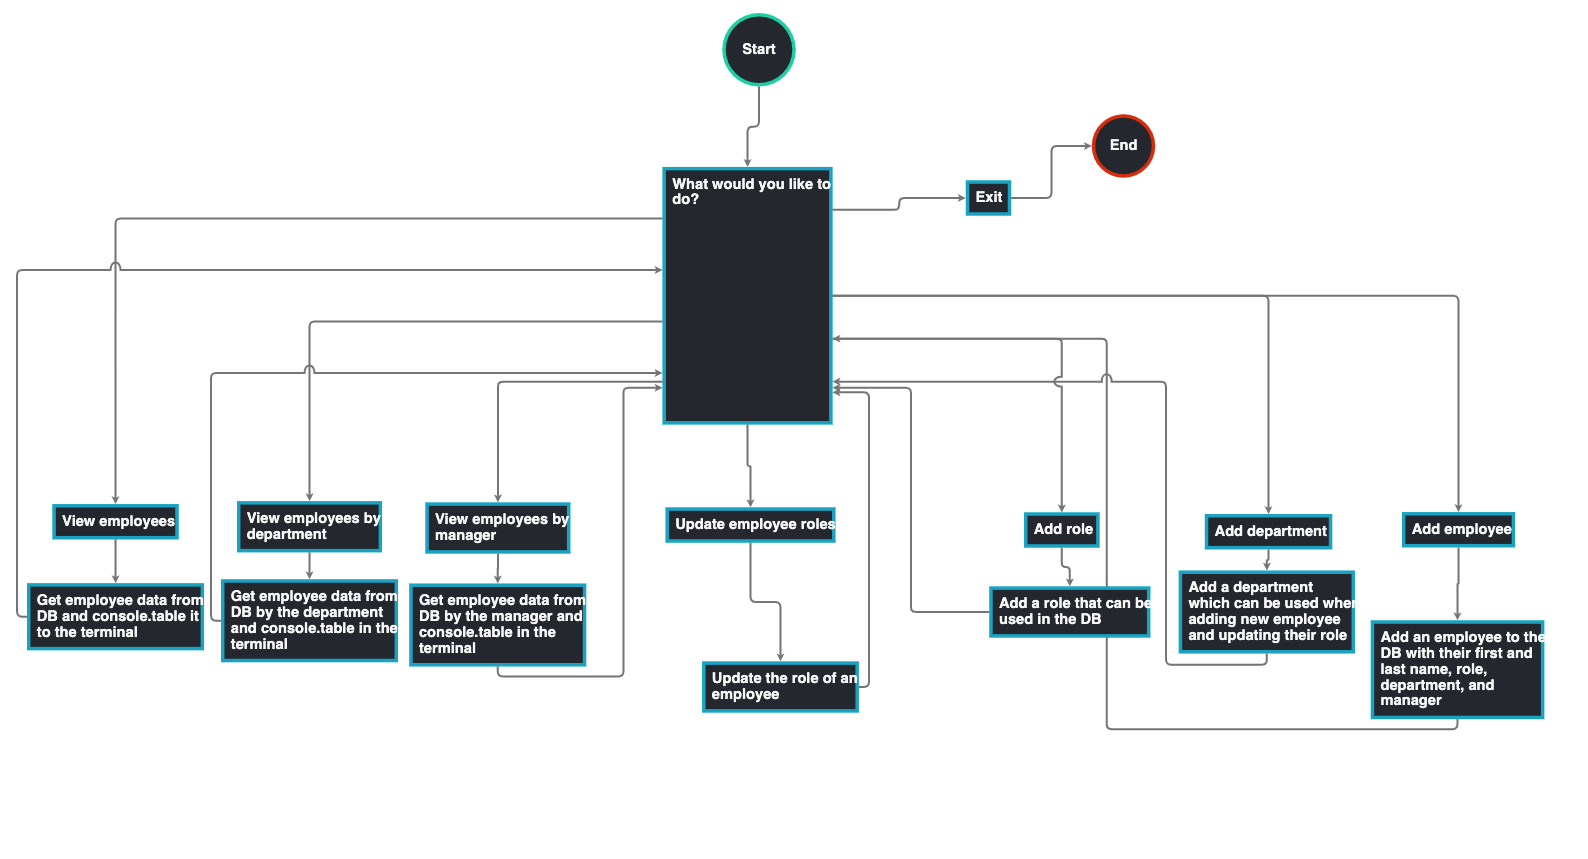 Start
End
What would you like to
do?
Exit
View employees
View employees by
department
View employees by
manager
Update employee roles
Add role
Add department
Add employee
Get employee data from
DB and console.table it
to the terminal
Get employee data from
DB by the department
and console.table in the
terminal
Get employee data from
DB by the manager and
console.table in the
terminal
Update the role of an
employee
Add a role that can be
used in the DB
Add a department
which can be used when
adding new employee
and updating their role
Add an employee to the
DB with their first and
last name, role,
department, and
manager